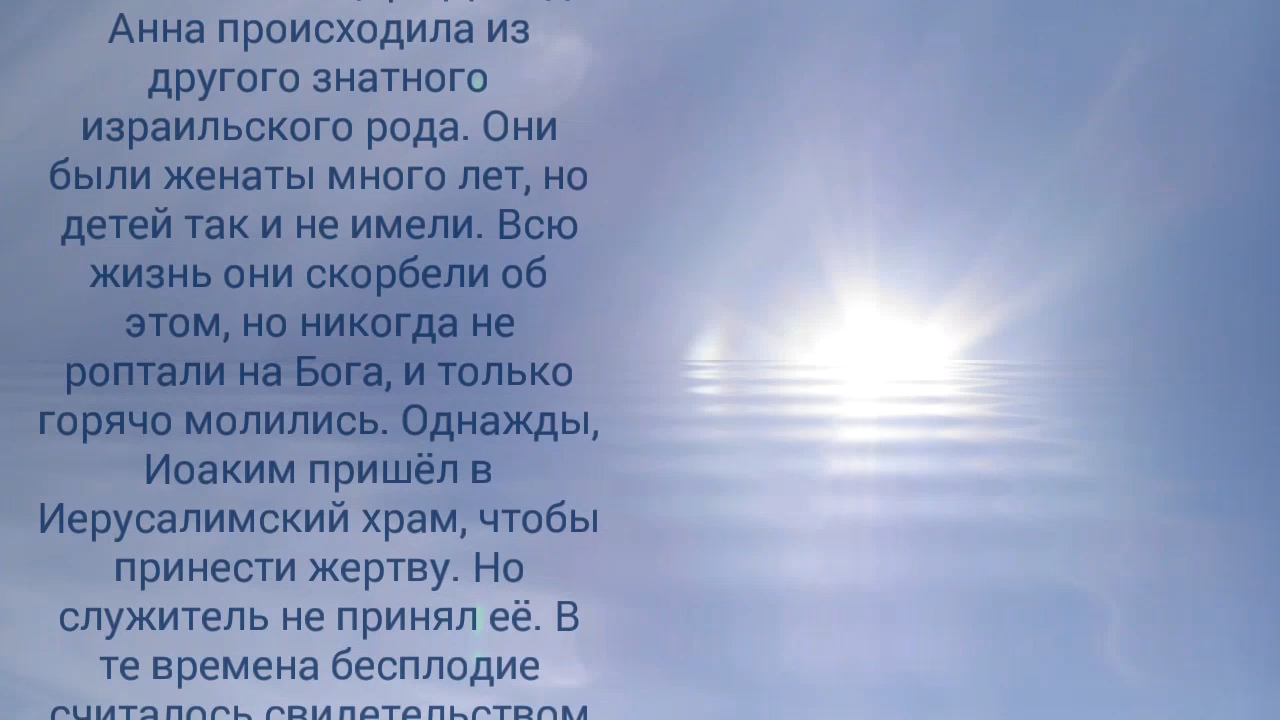 Анна происходила из
другого знатного
израильского рода. Они
были женаты много лет, но
детей так и не имели. Всю
жизнь они скорбели об
этом, но никогда не
роптали на Бога, и только
горячо молились. Однажды,
Иоаким пришёл в
Иерусалимский храм, чтобы
принести жертву. Но
служитель не принял её. В
те времена бесплодие
считалось свидетельством